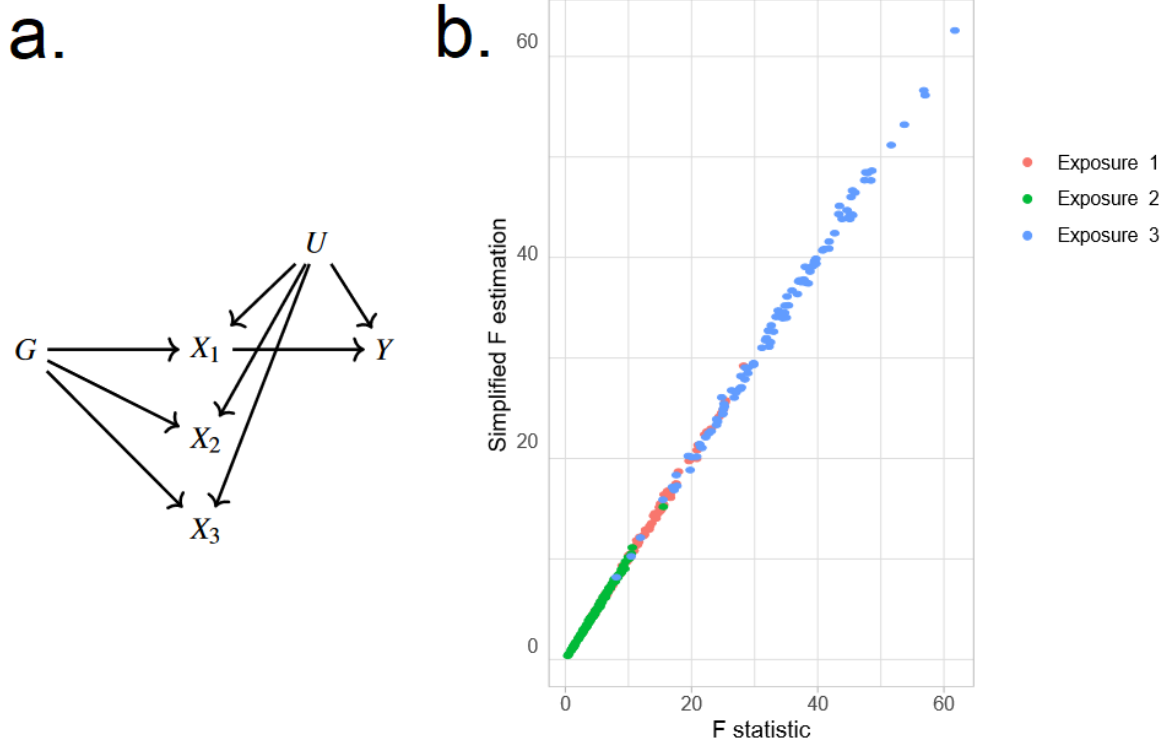 a.
U
G
X1
Y
X2
X3
b.
Simplified F estimation
60
40
20
0
0
20
40
60
F statistic
Exposure 1
Exposure 2
Exposure 3